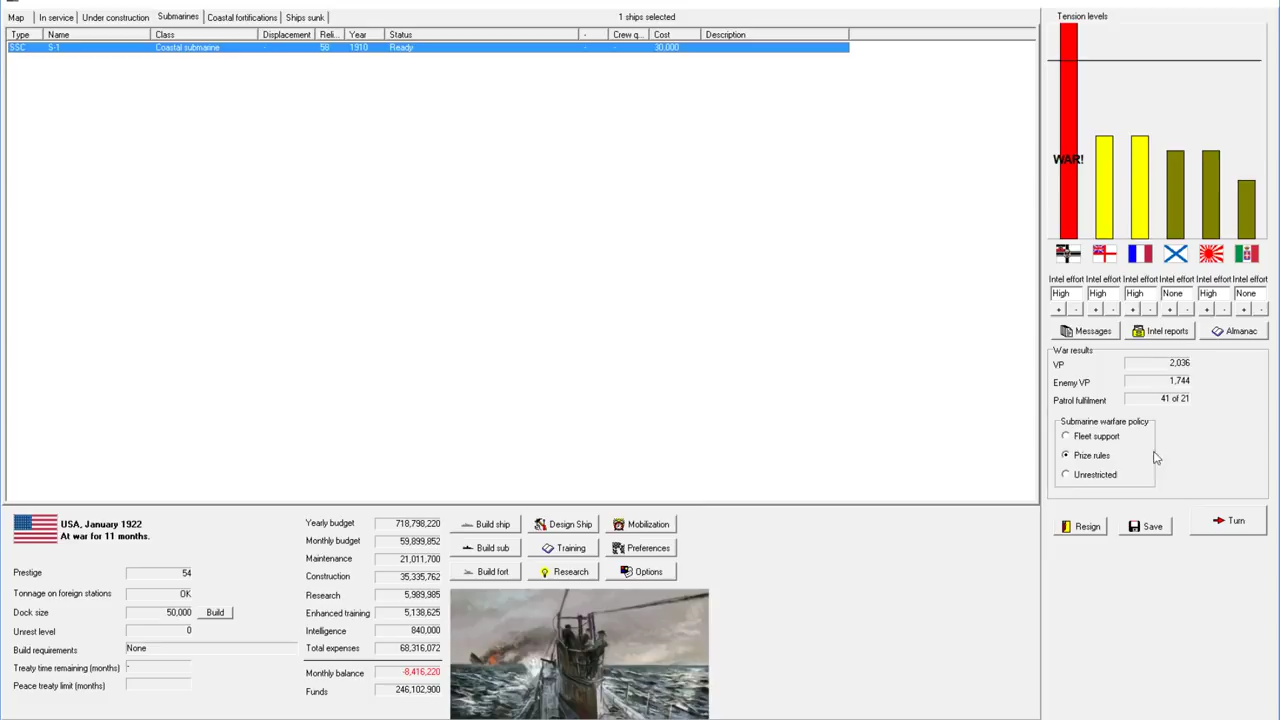 Map In service Under construction Submarines Coastal fortifications Ships sunk 1 ships selected
Type Name Class Displacement Reli... Year Status - Crew q... Cost Description
SSC S-1 Coastal submarine - 58 1910 Ready - - 30,000
Tension levels
WAR!
Intel effort Intel effort Intel effort Intel effort Intel effort Intel effort
High High High None High None
+ - + - + - + - + - + -
Messages Intel reports Almanac
War results
VP 2,036
Enemy VP 1,744
Patrol fulfilment 41 of 21
Submarine warfare policy
Fleet support
Prize rules
Unrestricted
Resign Save Turn
USA, January 1922
At war for 11 months.
Prestige 54
Tonnage on foreign stations OK
Dock size 50,000 Build
Unrest level 0
Build requirements None
Treaty time remaining (months) -
Peace treaty limit (months)
Yearly budget 718,798,220
Monthly budget 59,899,852
Maintenance 21,011,700
Construction 35,335,762
Research 5,989,985
Enhanced training 5,138,625
Intelligence 840,000
Total expenses 68,316,072
Monthly balance -8,416,220
Funds 246,102,900
Build ship Design Ship Mobilization
Build sub Training Preferences
Build fort Research Options